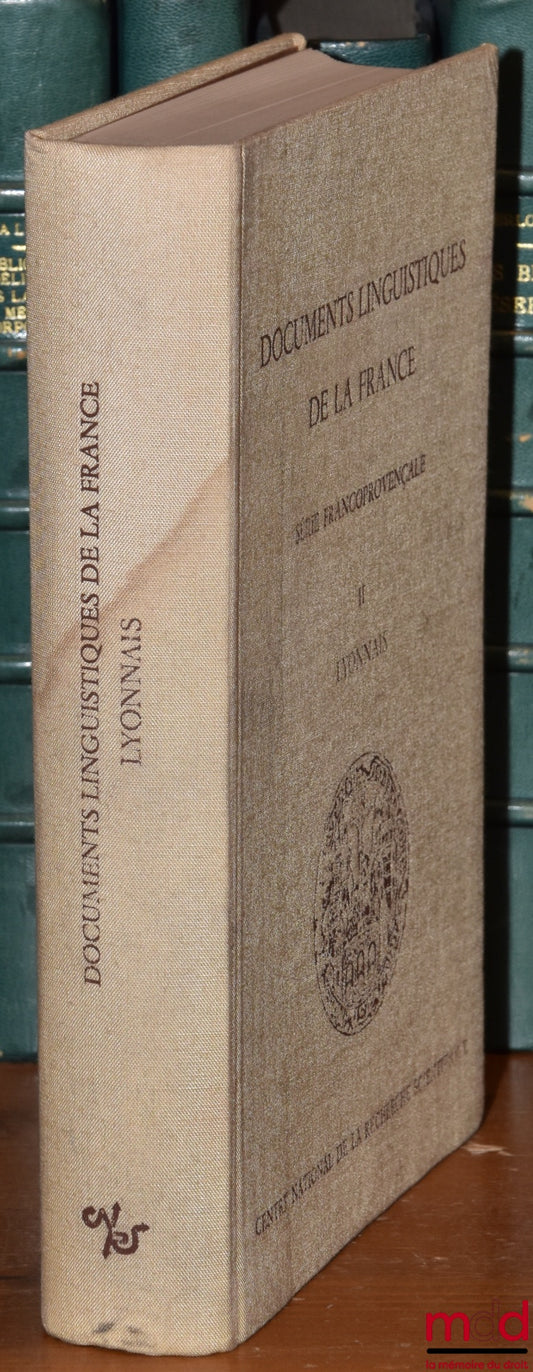 DOCUMENTS LINGUISTIQUES DE LA FRANCE
LYONNAIS
DOCUMENTS LINGUISTIQUES
DE LA FRANCE
SÉRIE FRANCOPROVENÇALE
II
LYONNAIS
CENTRE NATIONAL DE LA RECHERCHE SCIENTIFIQUE
mdd
la mémoire du droit